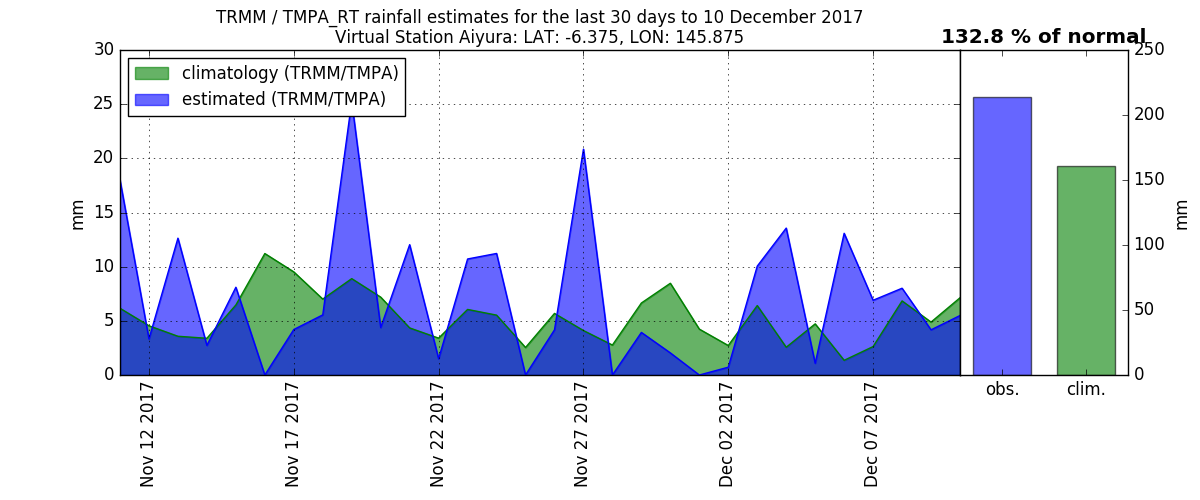 TRMM / TMPA_RT rainfall estimates for the last 30 days to 10 December 2017
Virtual Station Aiyura: LAT: -6.375, LON: 145.875
132.8 % of normal
climatology (TRMM/TMPA)
estimated (TRMM/TMPA)
30
25
20
15
10
5
0
mm
Nov 12 2017
Nov 17 2017
Nov 22 2017
Nov 27 2017
Dec 02 2017
Dec 07 2017
obs.
clim.
250
200
150
100
50
0
mm